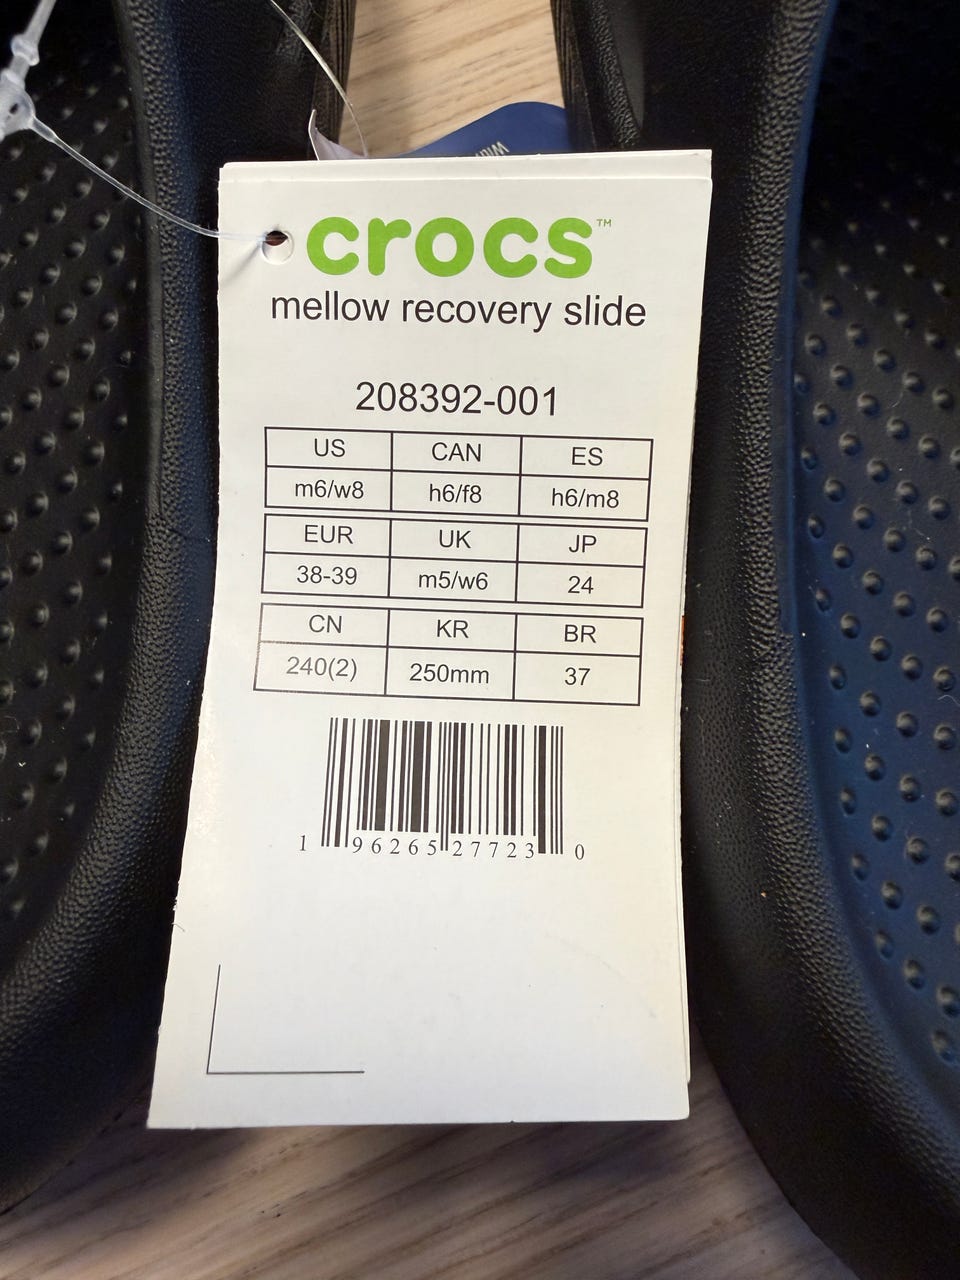 crocs™
mellow recovery slide
208392-001
US CAN ES
m6/w8 h6/f8 h6/m8
EUR UK JP
38-39 m5/w6 24
CN KR BR
240(2) 250mm 37
1 96265 27723 0